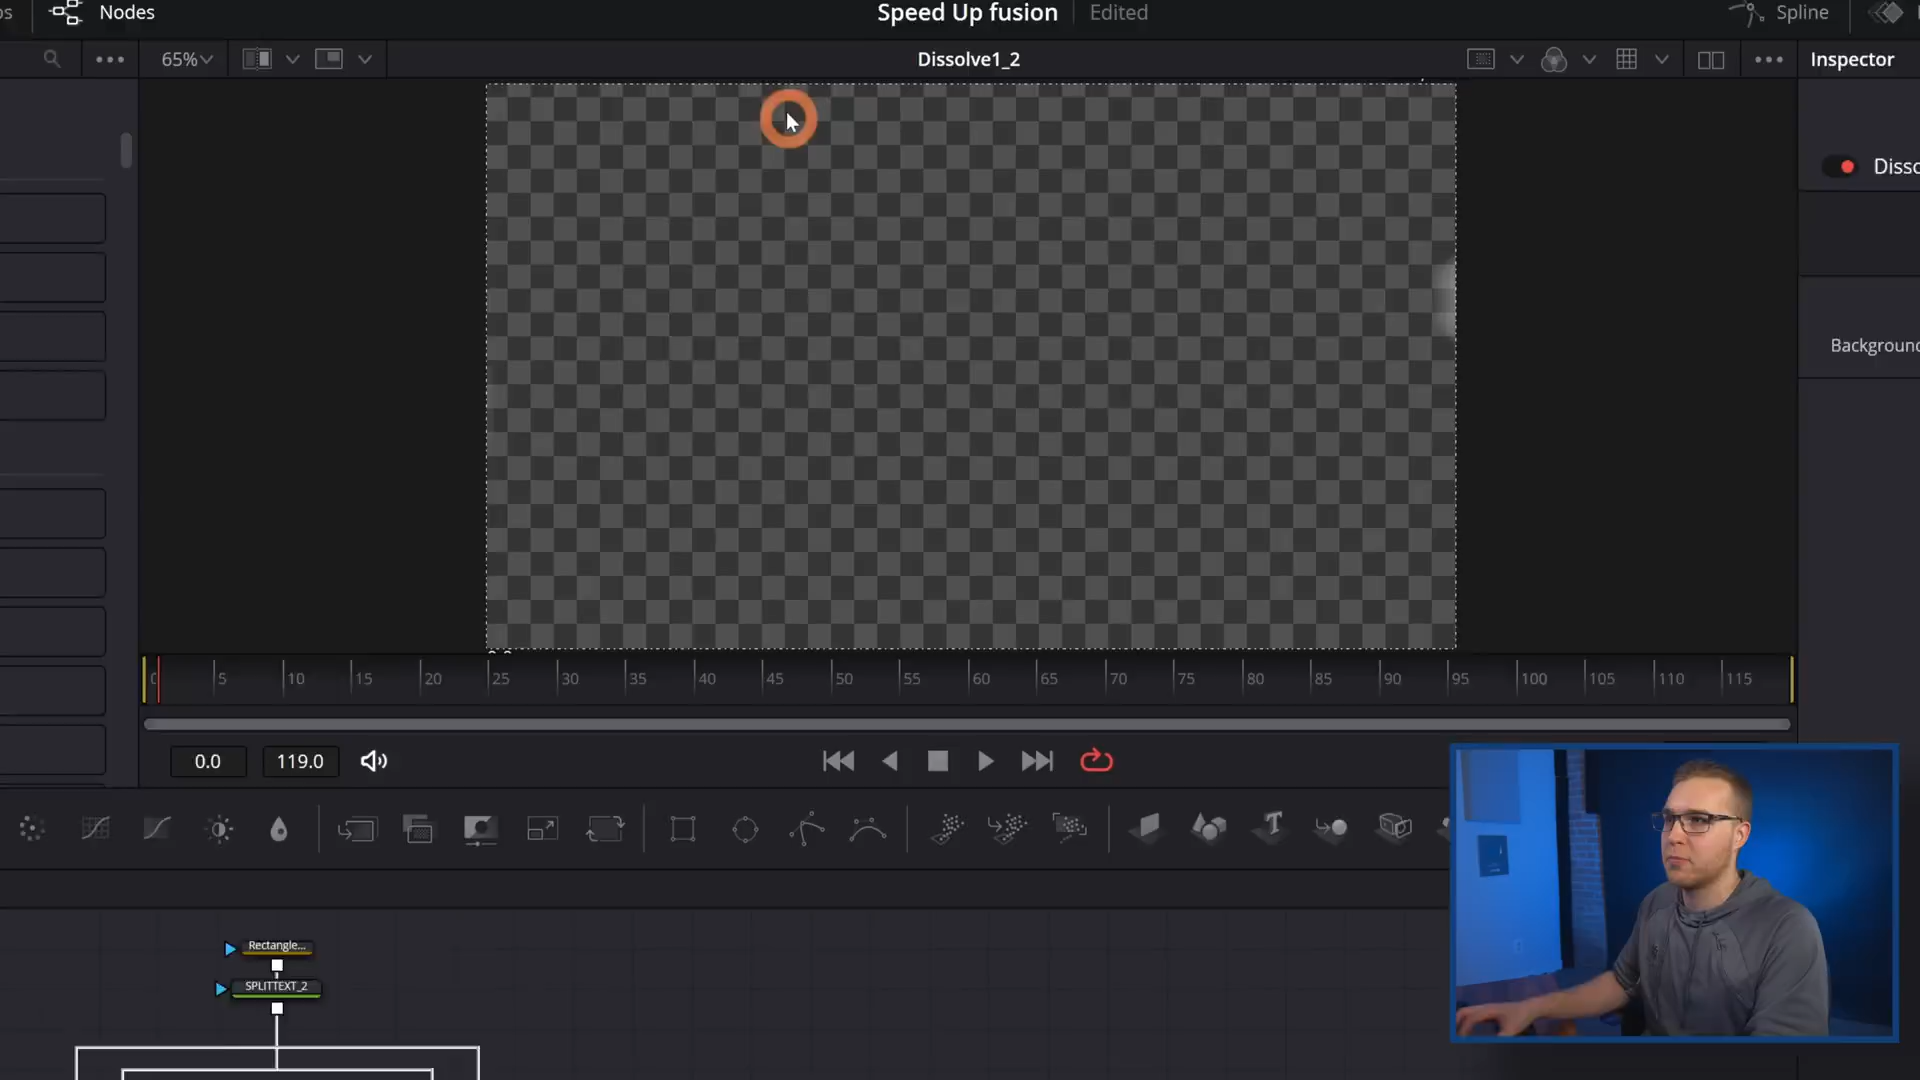 Nodes
Speed Up fusion
Edited
Spline
65%
Dissolve1_2
Inspector
Background
0 5 10 15 20 25 30 35 40 45 50 55 60 65 70 75 80 85 90 95 100 105 110 115
0.0
119.0
Rectangle...
SPLITTEXT_2